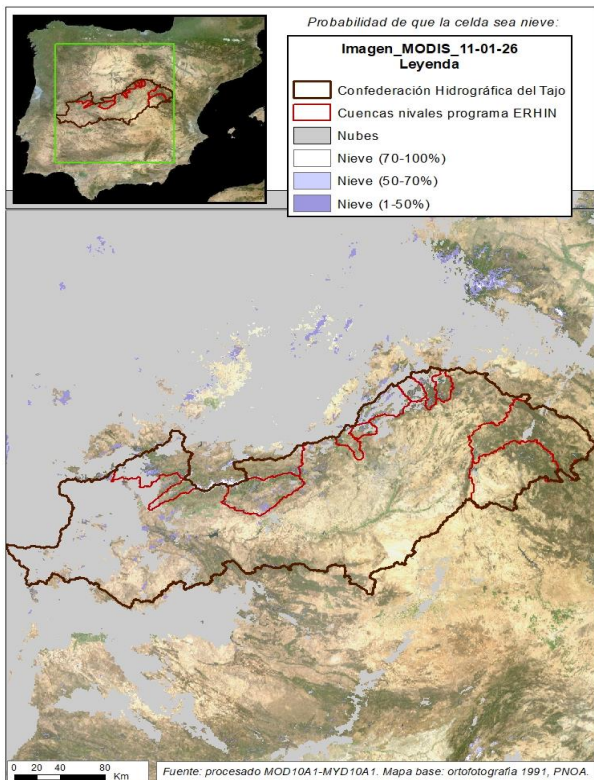 Probabilidad de que la celda sea nieve:
Imagen_MODIS_11-01-26
Leyenda
Confederación Hidrográfica del Tajo
Cuencas nivales programa ERHIN
Nubes
Nieve (70-100%)
Nieve (50-70%)
Nieve (1-50%)
0 20 40 80
Km
Fuente: procesado MOD10A1-MYD10A1. Mapa base: otofotografía 1991, PNOA.